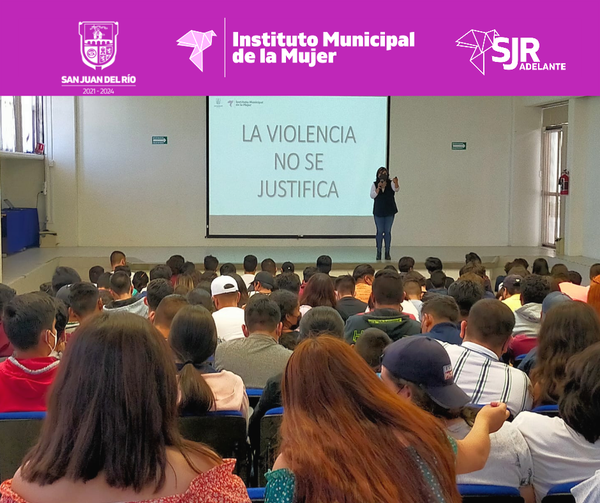 SAN JUAN DEL RÍO
2021 - 2024
Instituto Municipal
de la Mujer
SJR
ADELANTE
LA VIOLENCIA
NO SE
JUSTIFICA